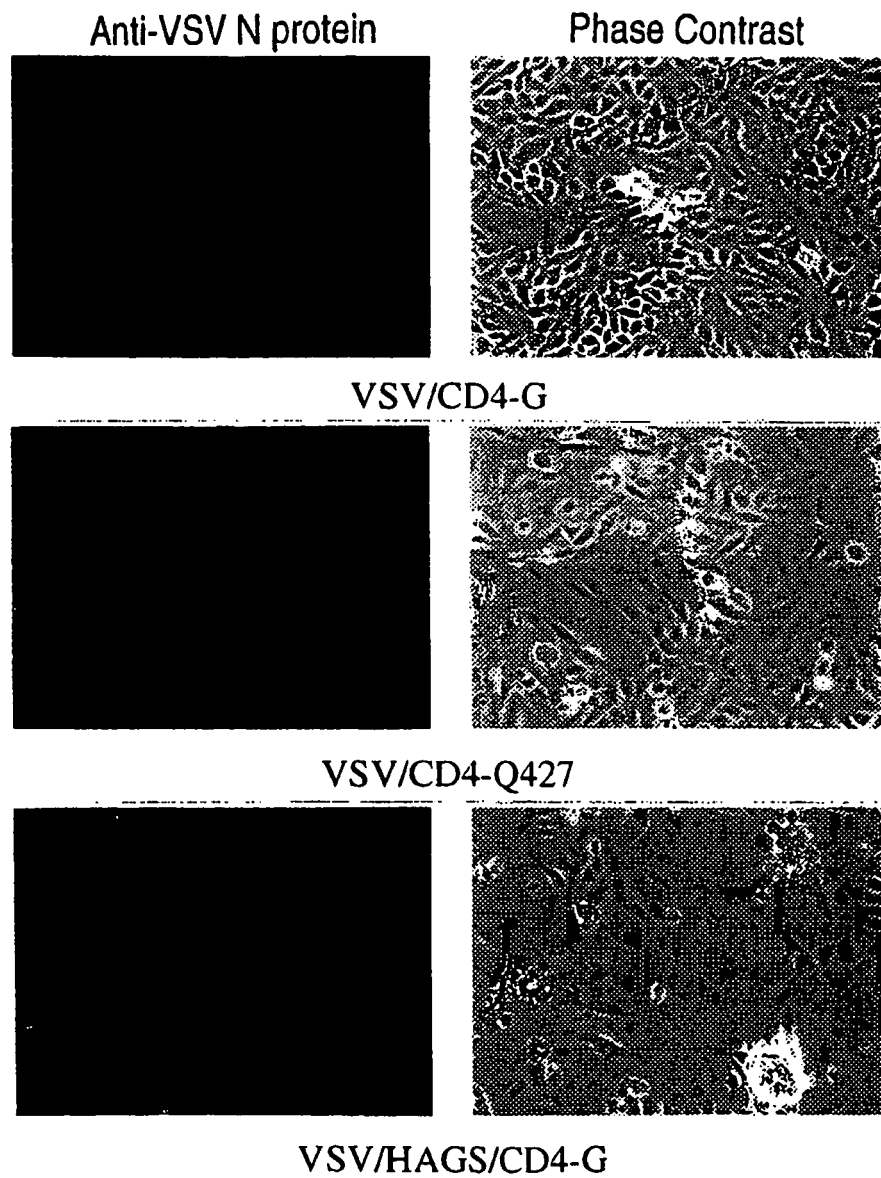 Anti-VSV N protein
Phase Contrast
VSV/CD4-G
VSV/CD4-Q427
VSV/HAGS/CD4-G